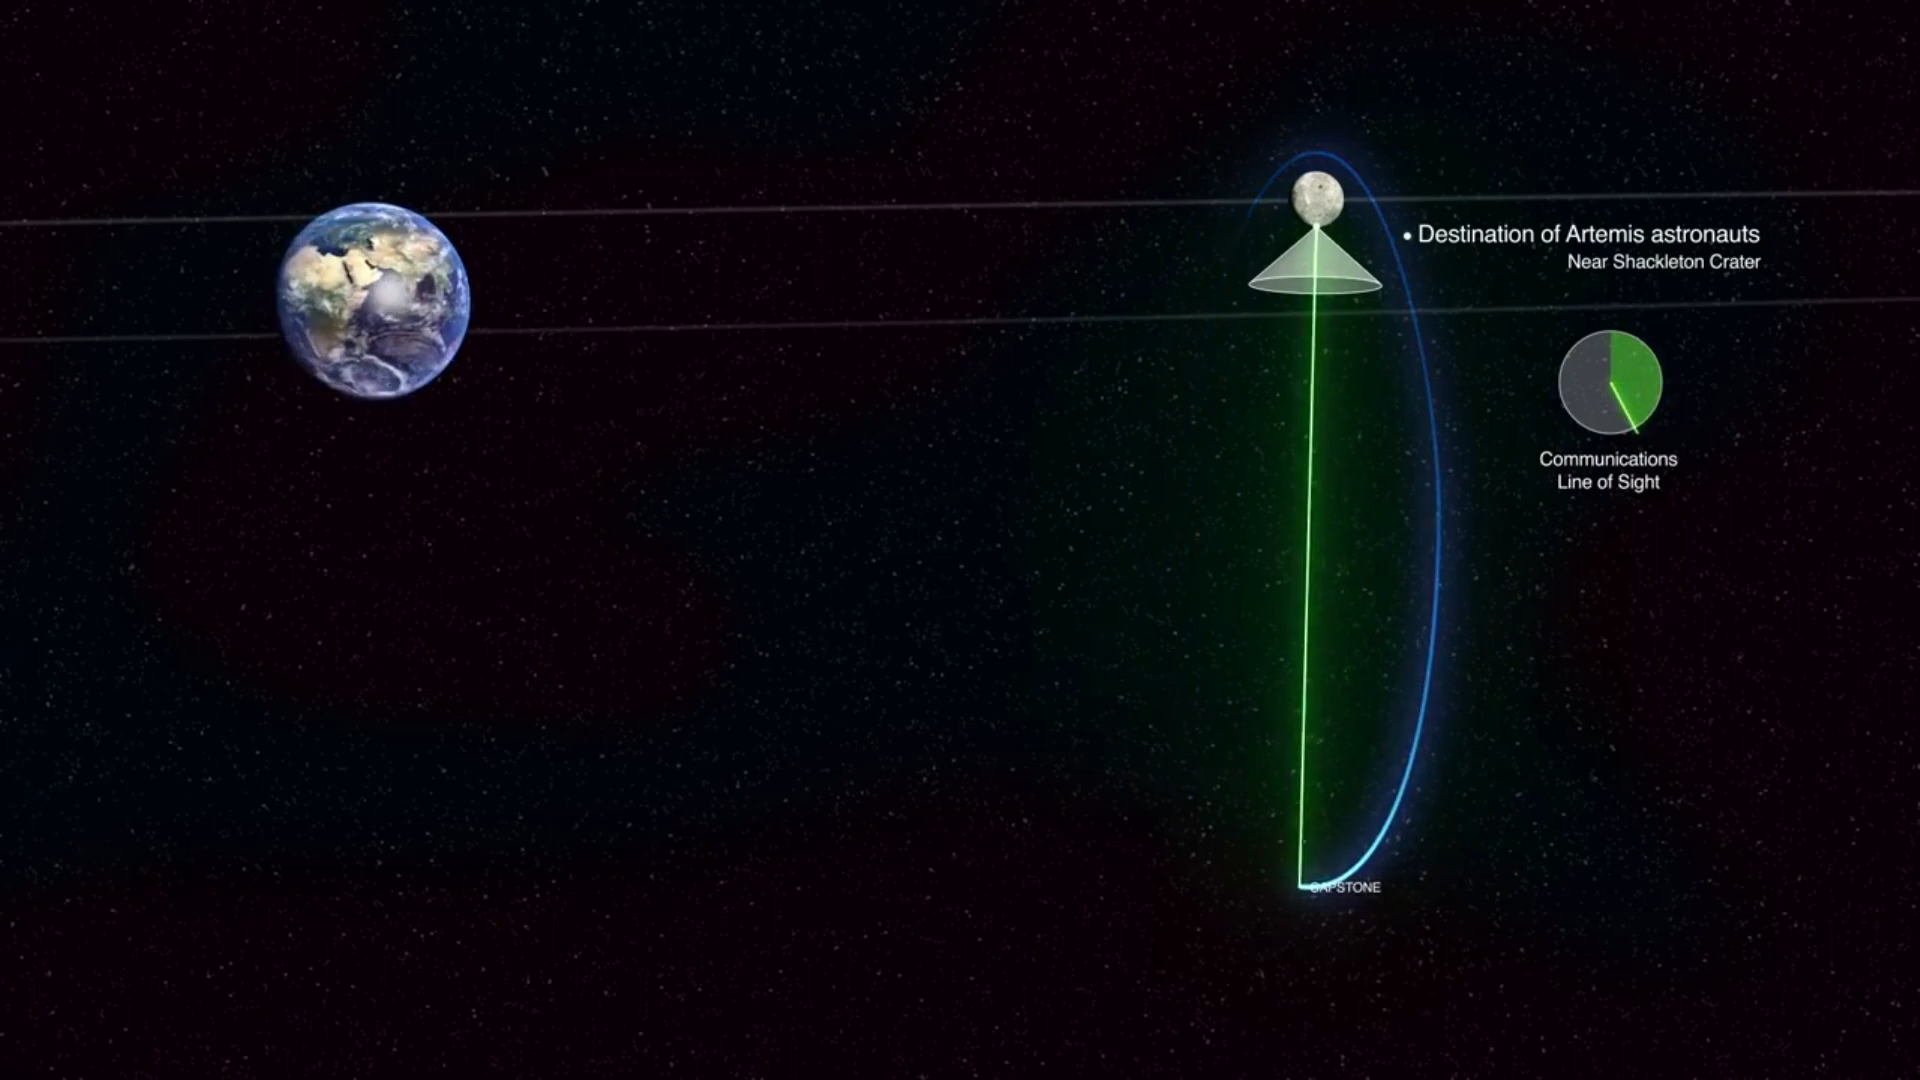 • Destination of Artemis astronauts
Near Shackleton Crater
Communications
Line of Sight
CAPSTONE